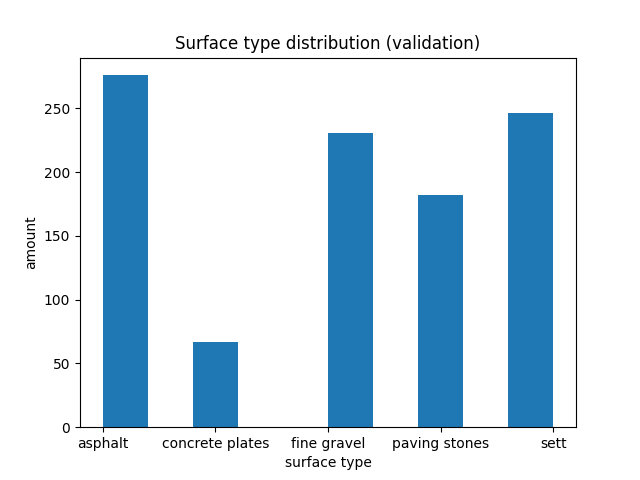 Surface type distribution (validation)
250
200
150
100
50
0
amount
asphalt concrete plates fine gravel paving stones sett
surface type